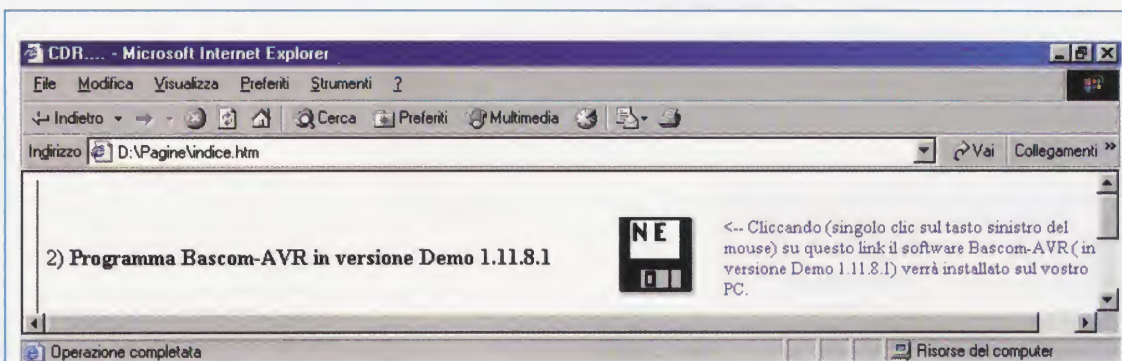 CDR.... - Microsoft Internet Explorer
File Modifica Visualizza Preferiti Strumenti ?
Indietro Cerca Preferiti Multimedia
Indirizzo D:\Pagine\indice.htm Vai Collegamenti »
2) Programma Bascom-AVR in versione Demo 1.11.8.1
NE
<-- Cliccando (singolo clic sul tasto sinistro del
mouse) su questo link il software Bascom-AVR ( in
versione Demo 1.11.8.1) verrà installato sul vostro
PC.
Operazione completata Risorse del computer